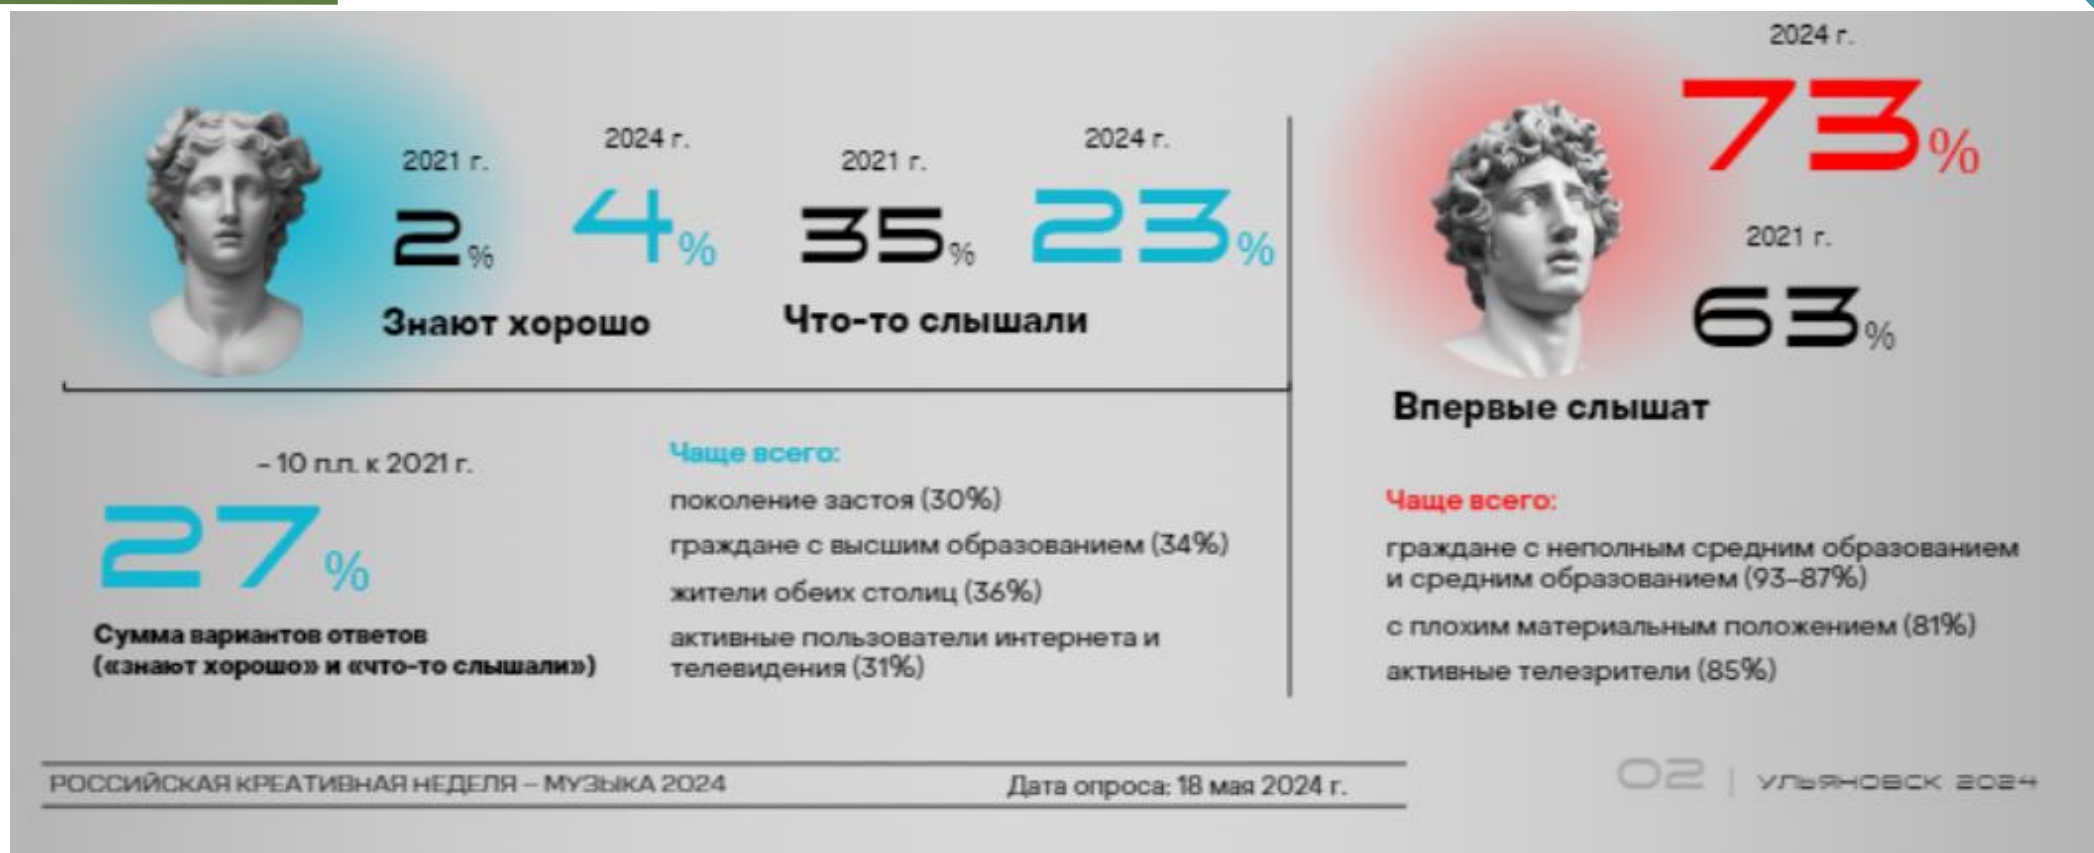 2021 г.
2024 г.
2%
4%
Знают хорошо
2021 г.
2024 г.
35%
23%
Что-то слышали
2024 г.
73%
2021 г.
63%
Впервые слышат
- 10 п.п. к 2021 г.
27%
Сумма вариантов ответов
(«знают хорошо» и «что-то слышали»)
Чаще всего:
поколение застоя (30%)
граждане с высшим образованием (34%)
жители обеих столиц (36%)
активные пользователи интернета и
телевидения (31%)
Чаще всего:
граждане с неполным средним образованием
и средним образованием (93-87%)
с плохим материальным положением (81%)
активные телезрители (85%)
РОССИЙСКАЯ КРЕАТИВНАЯ НЕДЕЛЯ – МУЗЫКА 2024
Дата опроса: 18 мая 2024 г.
02 | УЛЬЯНОВСК 2024